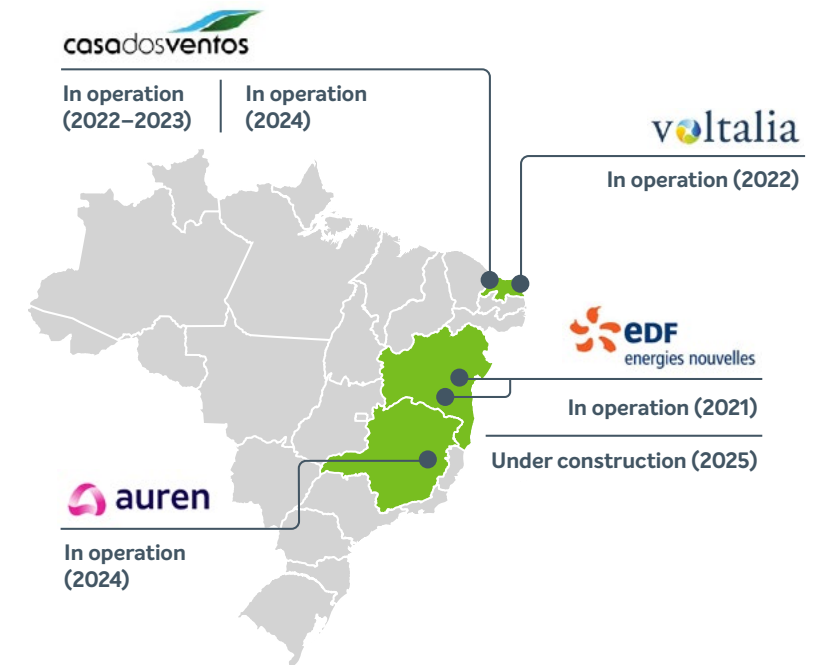 casadosventos
In operation
(2022–2023)
In operation
(2024)
voltalia
In operation (2022)
eDF
energies nouvelles
In operation (2021)
Under construction (2025)
auren
In operation
(2024)